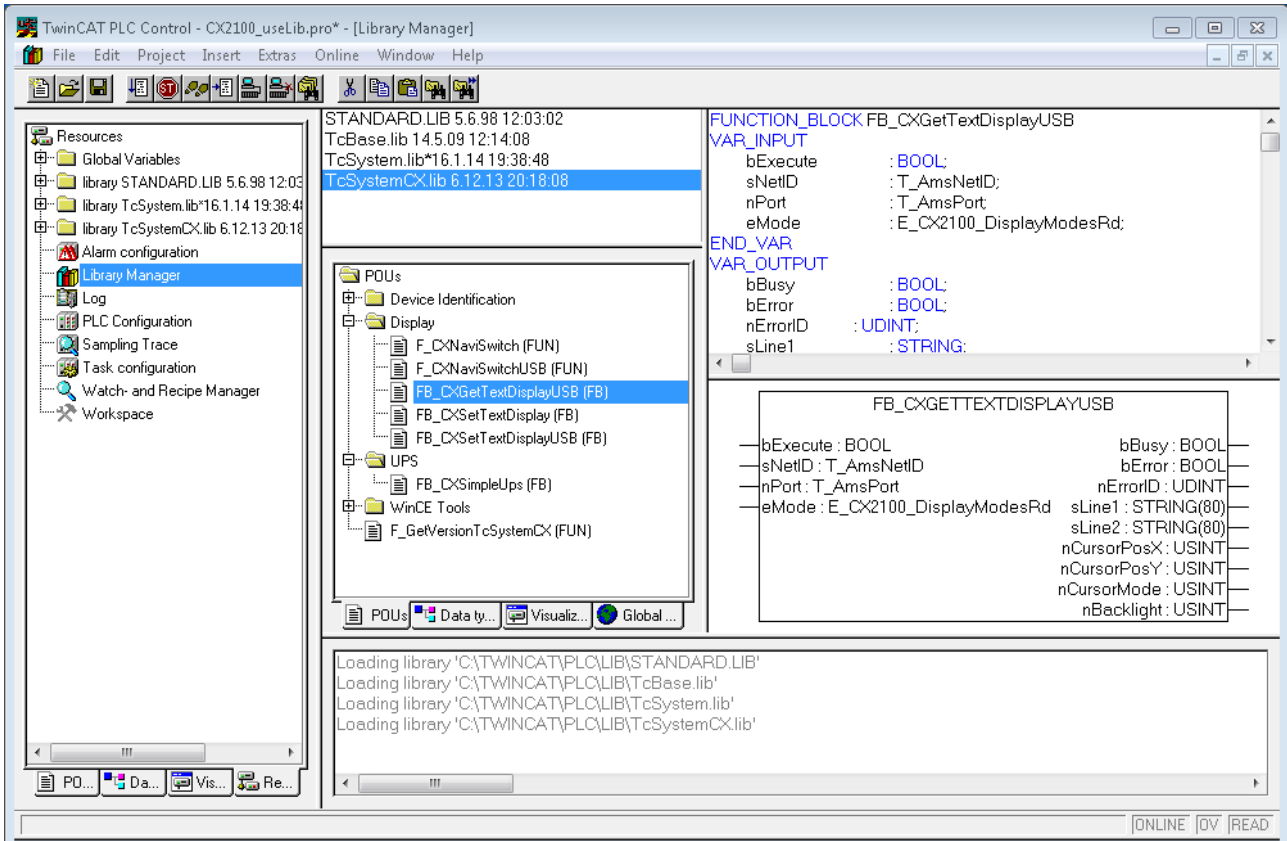 TwinCAT PLC Control - CX2100_useLib.pro* - [Library Manager]
File Edit Project Insert Extras Online Window Help
Resources
Global Variables
library STANDARD.LIB 5.6.98 12:03
library TcSystem.lib*16.1.14 19:38:48
library TcSystemCX.lib 6.12.13 20:18
Alarm configuration
Library Manager
Log
PLC Configuration
Sampling Trace
Task configuration
Watch- and Recipe Manager
Workspace
PO...
Da...
Vis...
Re...
STANDARD.LIB 5.6.98 12:03:02
TcBase.lib 14.5.09 12:14:08
TcSystem.lib*16.1.14 19:38:48
TcSystemCX.lib 6.12.13 20:18:08
POUs
Device Identification
Display
F_CXNaviSwitch (FUN)
F_CXNaviSwitchUSB (FUN)
FB_CXGetTextDisplayUSB (FB)
FB_CXSetTextDisplay (FB)
FB_CXSetTextDisplayUSB (FB)
UPS
FB_CXSimpleUps (FB)
WinCE Tools
F_GetVersionTcSystemCX (FUN)
POUs
Data ty...
Visualiz...
Global ...
FUNCTION_BLOCK FB_CXGetTextDisplayUSB
VAR_INPUT
bExecute : BOOL;
sNetID : T_AmsNetID;
nPort : T_AmsPort;
eMode : E_CX2100_DisplayModesRd;
END_VAR
VAR_OUTPUT
bBusy : BOOL;
bError : BOOL;
nErrorID : UDINT;
sLine1 : STRING;
FB_CXGETTEXTDISPLAYUSB
bExecute : BOOL bBusy : BOOL
sNetID : T_AmsNetID bError : BOOL
nPort : T_AmsPort nErrorID : UDINT
eMode : E_CX2100_DisplayModesRd sLine1 : STRING(80)
sLine2 : STRING(80)
nCursorPosX : USINT
nCursorPosY : USINT
nCursorMode : USINT
nBacklight : USINT
Loading library 'C:\TWINCAT\PLC\LIB\STANDARD.LIB'
Loading library 'C:\TWINCAT\PLC\LIB\TcBase.lib'
Loading library 'C:\TWINCAT\PLC\LIB\TcSystem.lib'
Loading library 'C:\TWINCAT\PLC\LIB\TcSystemCX.lib'
ONLINE OV READ